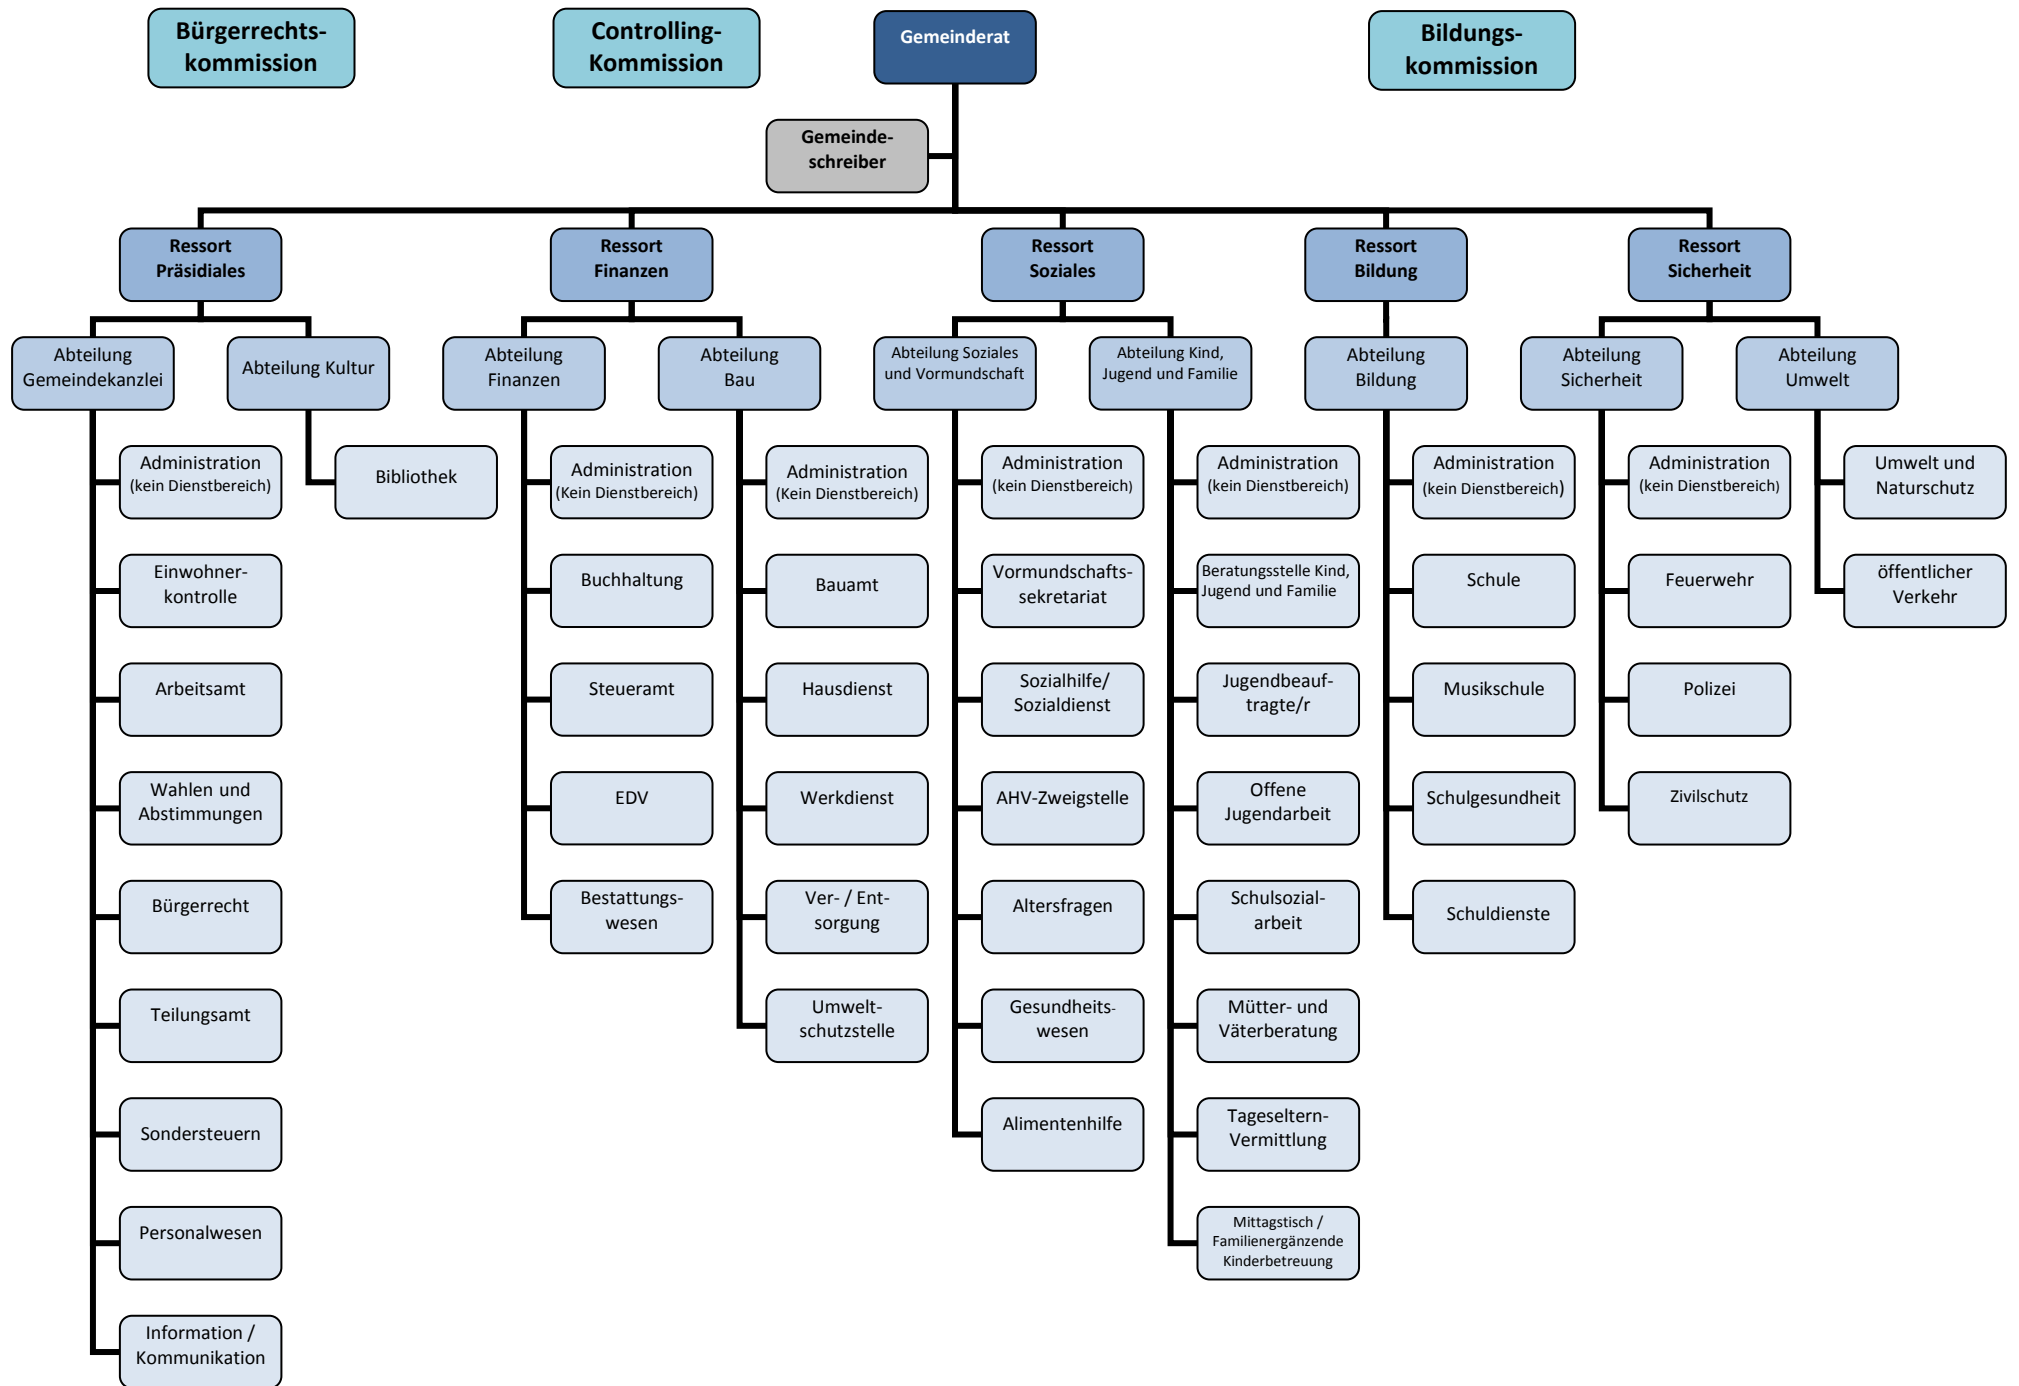 Bürgerrechts-
kommission
Controlling-
Kommission
Gemeinderat
Bildungs-
kommission
Gemeinde-
schreiber
Ressort
Präsidiales
Ressort
Finanzen
Ressort
Soziales
Ressort
Bildung
Ressort
Sicherheit
Abteilung
Gemeindekanzlei
Abteilung Kultur
Abteilung
Finanzen
Abteilung
Bau
Abteilung Soziales
und Vormundschaft
Abteilung Kind,
Jugend und Familie
Abteilung
Bildung
Abteilung
Sicherheit
Abteilung
Umwelt
Administration
(kein Dienstbereich)
Bibliothek
Administration
(Kein Dienstbereich)
Administration
(Kein Dienstbereich)
Administration
(kein Dienstbereich)
Administration
(kein Dienstbereich)
Administration
(kein Dienstbereich)
Administration
(kein Dienstbereich)
Umwelt und
Naturschutz
Einwohner-
kontrolle
Buchhaltung
Bauamt
Vormundschafts-
sekretariat
Beratungsstelle Kind,
Jugend und Familie
Schule
Feuerwehr
öffentlicher
Verkehr
Arbeitsamt
Steueramt
Hausdienst
Sozialhilfe/
Sozialdienst
Jugendbeauf-
tragte/r
Musikschule
Polizei
Wahlen und
Abstimmungen
EDV
Werkdienst
AHV-Zweigstelle
Offene
Jugendarbeit
Schulgesundheit
Zivilschutz
Bürgerrecht
Bestattungs-
wesen
Ver- / Ent-
sorgung
Altersfragen
Schulsozial-
arbeit
Schuldienste
Teilungsamt
Umwelt-
schutzstelle
Gesundheits-
wesen
Mütter- und
Väterberatung
Sondersteuern
Alimentenhilfe
Tageseltern-
Vermittlung
Personalwesen
Mittagstisch /
Familienergänzende
Kinderbetreuung
Information /
Kommunikation